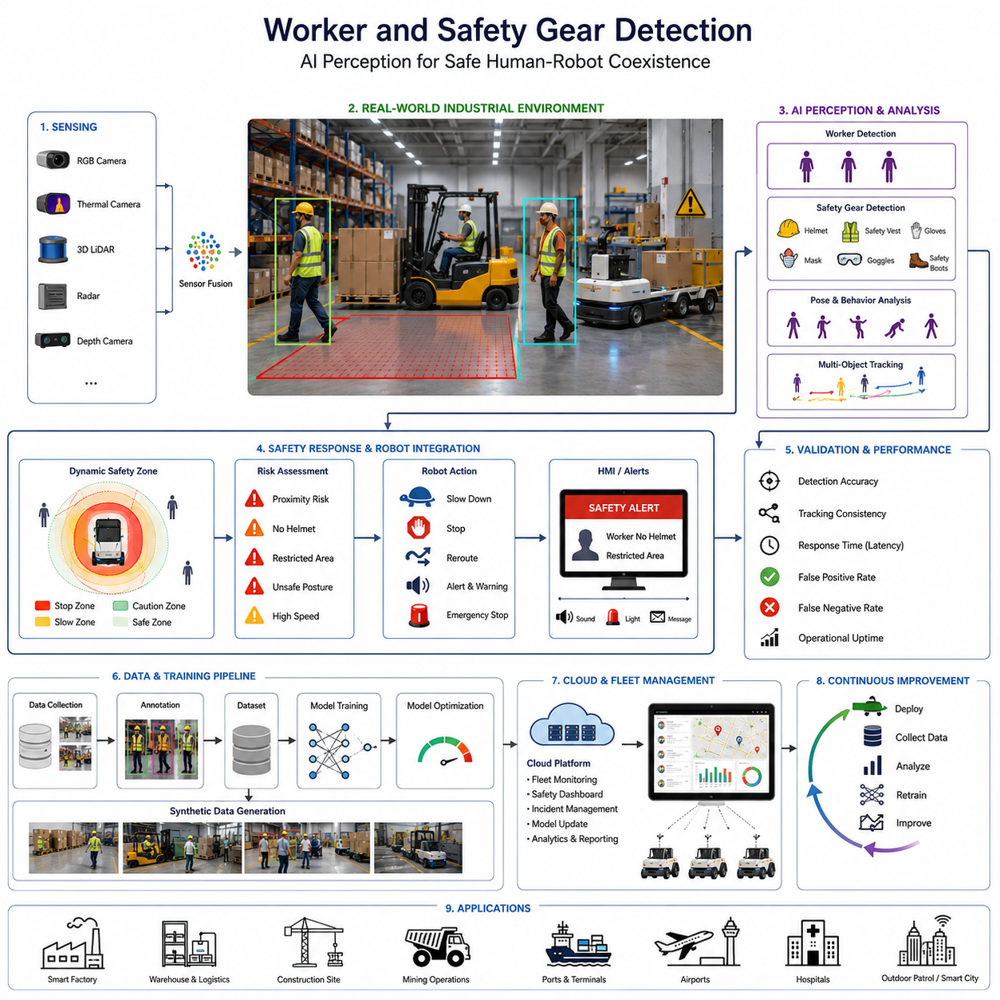 Worker and Safety Gear Detection
AI Perception for Safe Human-Robot Coexistence
1. SENSING
RGB Camera
Thermal Camera
3D LiDAR
Radar
Depth Camera
...
Sensor Fusion
2. REAL-WORLD INDUSTRIAL ENVIRONMENT
3. AI PERCEPTION & ANALYSIS
Worker Detection
Safety Gear Detection
Helmet
Safety Vest
Gloves
Mask
Goggles
Safety
Boots
Pose & Behavior Analysis
Multi-Object Tracking
4. SAFETY RESPONSE & ROBOT INTEGRATION
Dynamic Safety Zone
Stop Zone
Caution Zone
Slow Zone
Safe Zone
Risk Assessment
Proximity Risk
No Helmet
Restricted Area
Unsafe Posture
High Speed
Robot Action
Slow Down
Stop
Reroute
Alert & Warning
Emergency Stop
HMI / Alerts
SAFETY ALERT
Worker No Helmet
Restricted Area
Sound
Light
Message
5. VALIDATION & PERFORMANCE
Detection Accuracy
Tracking Consistency
Response Time (Latency)
False Positive Rate
False Negative Rate
Operational Uptime
6. DATA & TRAINING PIPELINE
Data Collection
Annotation
Dataset
Model Training
Model Optimization
Synthetic Data Generation
7. CLOUD & FLEET MANAGEMENT
Cloud Platform
• Fleet Monitoring
• Safety Dashboard
• Incident Management
• Model Update
• Analytics & Reporting
8. CONTINUOUS IMPROVEMENT
Deploy
Collect Data
Analyze
Retrain
Improve
9. APPLICATIONS
Smart Factory
Warehouse & Logistics
Construction Site
Mining Operations
Ports & Terminals
Airports
Hospitals
Outdoor Patrol / Smart City